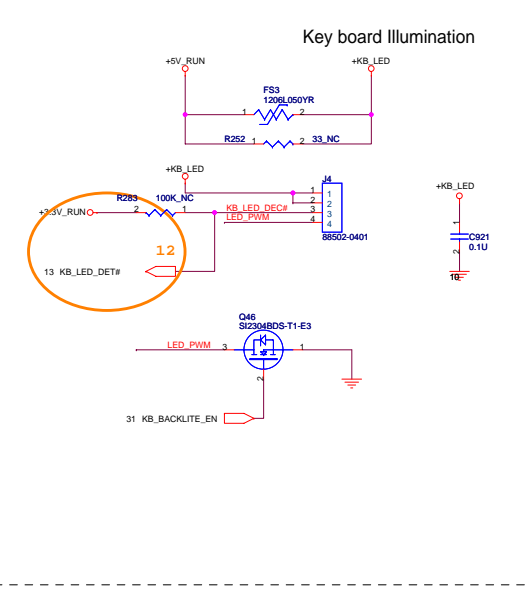 Key board Illumination
+5V_RUN
+KB_LED
FS3
1206L050YR
1 2
R252 1 2 33_NC
+KB_LED
J4
R283 100K_NC
+3.3V_RUN 2 1
KB_LED_DEC#
LED_PWM
1 1
2 2
3 3
4 4
88502-0401
+KB_LED
1
C921
0.1U
2
10
12
13 KB_LED_DET#
Q46
SI2304BDS-T1-E3
LED_PWM 3 1
2
31 KB_BACKLITE_EN